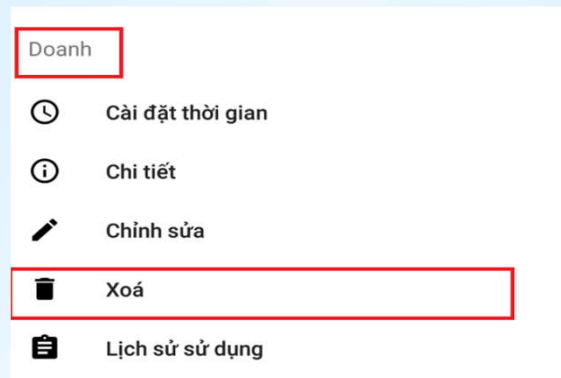 Doanh
Cài đặt thời gian
Chi tiết
Chỉnh sửa
Xoá
Lịch sử sử dụng